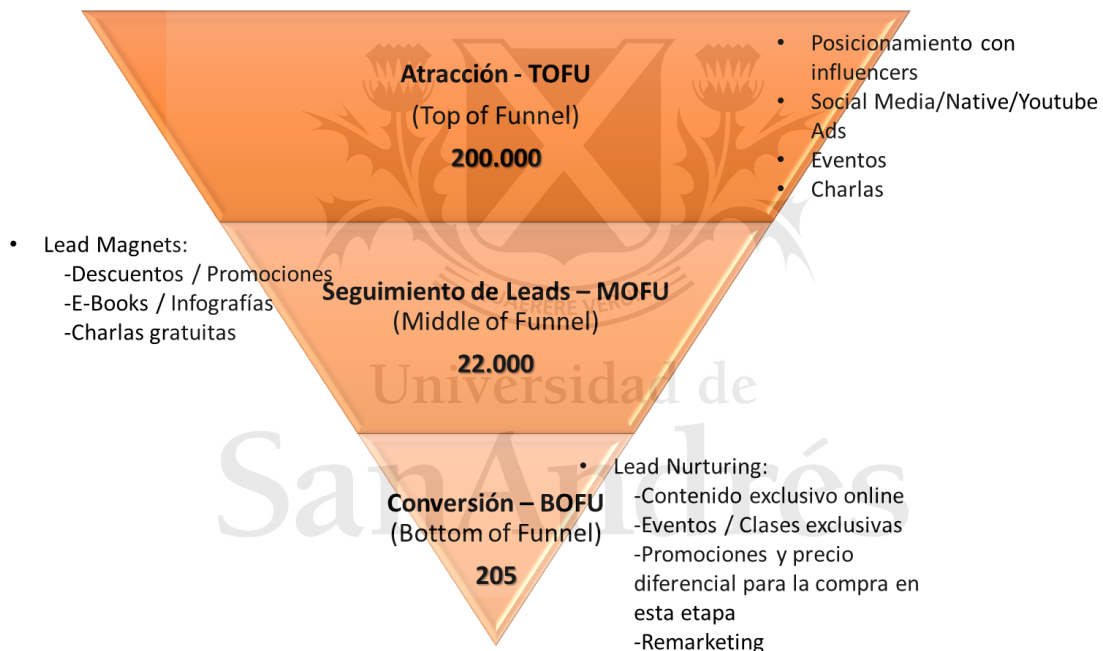 Atracción - TOFU
(Top of Funnel)
200.000
• Posicionamiento con
influencers
• Social Media/Native/Youtube
Ads
• Eventos
• Charlas
• Lead Magnets:
-Descuentos / Promociones
-E-Books / Infografías
-Charlas gratuitas
Seguimiento de Leads – MOFU
(Middle of Funnel)
22.000
Conversión – BOFU
(Bottom of Funnel)
205
• Lead Nurturing:
-Contenido exclusivo online
-Eventos / Clases exclusivas
-Promociones y precio
diferencial para la compra en
esta etapa
-Remarketing
QUAERERE VERUM
Universidad de
SanAndrés